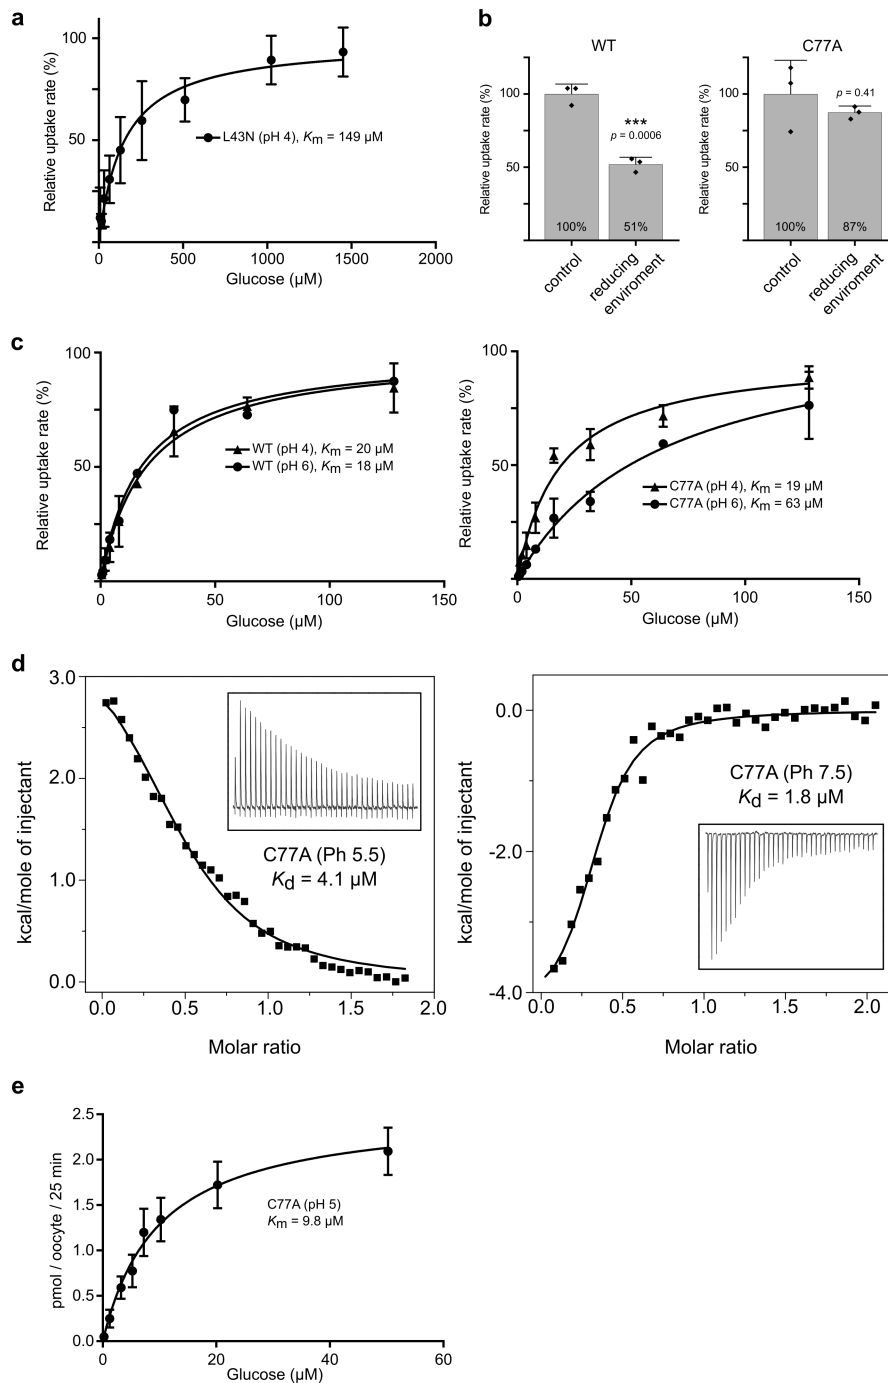 a
Relative uptake rate (%)
100
50
L43N (pH 4), Km = 149 µM
0
500
1000
1500
2000
Glucose (µM)
b
WT
Relative uptake rate (%)
100
50
***
p = 0.0006
100%
51%
control
reducing
enviroment
C77A
Relative uptake rate (%)
100
50
p = 0.41
100%
87%
control
reducing
enviroment
c
Relative uptake rate (%)
100
50
WT (pH 4), Km = 20 µM
WT (pH 6), Km = 18 µM
0
50
100
150
Glucose (µM)
Relative uptake rate (%)
100
50
C77A (pH 4), Km = 19 µM
C77A (pH 6), Km = 63 µM
0
50
100
150
Glucose (µM)
d
kcal/mole of injectant
3.0
2.0
1.0
0.0
C77A (Ph 5.5)
Kd = 4.1 µM
0.0
0.5
1.0
1.5
2.0
Molar ratio
kcal/mole of injectant
0.0
-2.0
-4.0
C77A (Ph 7.5)
Kd = 1.8 µM
0.0
0.5
1.0
1.5
2.0
Molar ratio
e
pmol / oocyte / 25 min
2.5
2.0
1.5
1.0
0.5
0.0
C77A (pH 5)
Km = 9.8 µM
0
20
40
60
Glucose (µM)